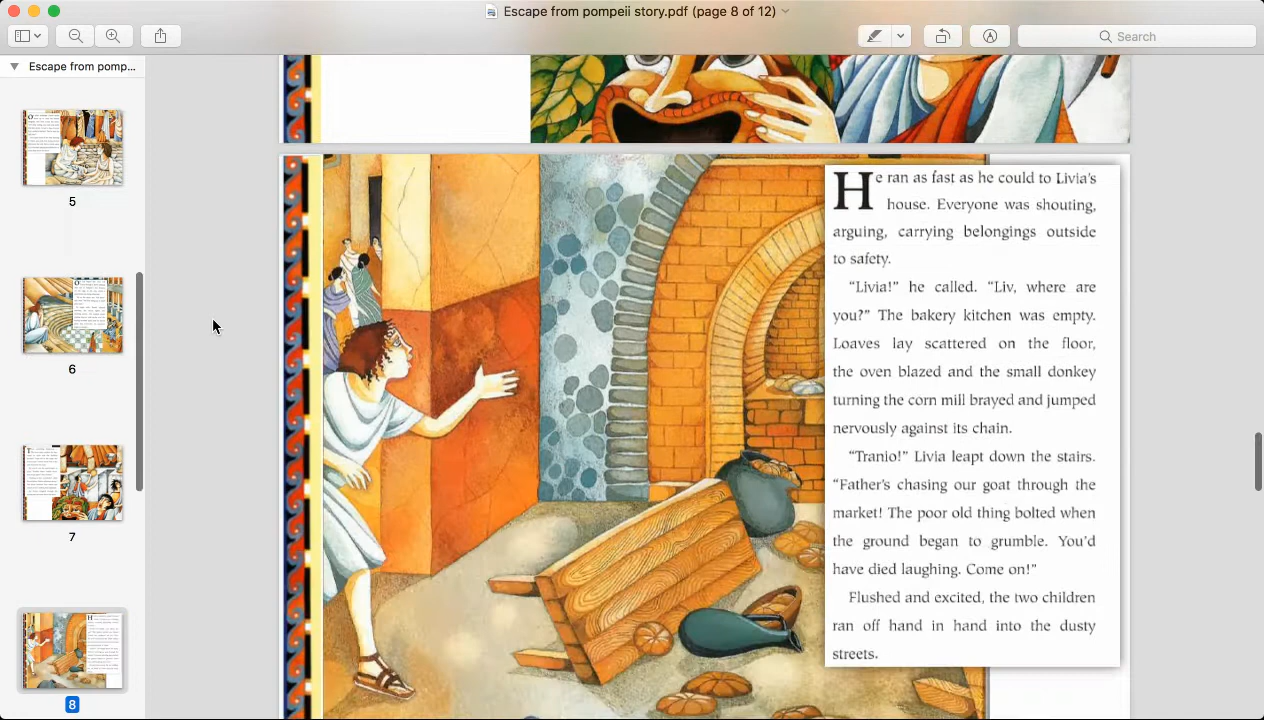 Escape from pompeii story.pdf (page 8 of 12)
Search
Escape from pomp...
5
6
7
8
He ran as fast as he could to Livia's
house. Everyone was shouting,
arguing, carrying belongings outside
to safety.
"Livia!" he called. "Liv, where are
you?" The bakery kitchen was empty.
Loaves lay scattered on the floor,
the oven blazed and the small donkey
turning the corn mill brayed and jumped
nervously against its chain.
"Tranio!" Livia leapt down the stairs.
"Father's chasing our goat through the
market! The poor old thing bolted when
the ground began to grumble. You'd
have died laughing. Come on!"
Flushed and excited, the two children
ran off hand in hand into the dusty
streets.